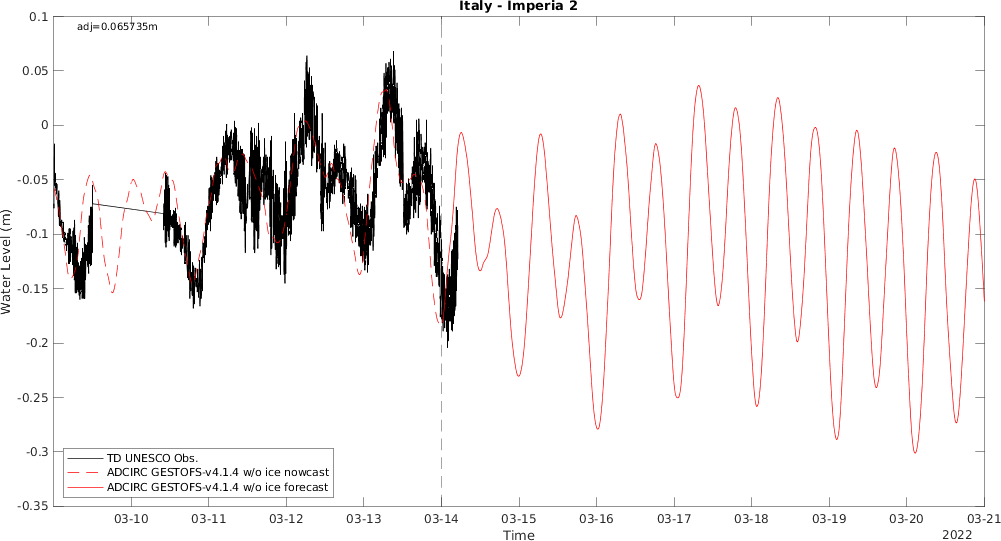 Italy - Imperia 2
adj=0.065735m
0.1
0.05
0
-0.05
-0.1
-0.15
-0.2
-0.25
-0.3
-0.35
Water Level (m)
TD UNESCO Obs.
ADCIRC GESTOFS-v4.1.4 w/o ice nowcast
ADCIRC GESTOFS-v4.1.4 w/o ice forecast
03-10 03-11 03-12 03-13 03-14 03-15 03-16 03-17 03-18 03-19 03-20 03-21
Time
2022